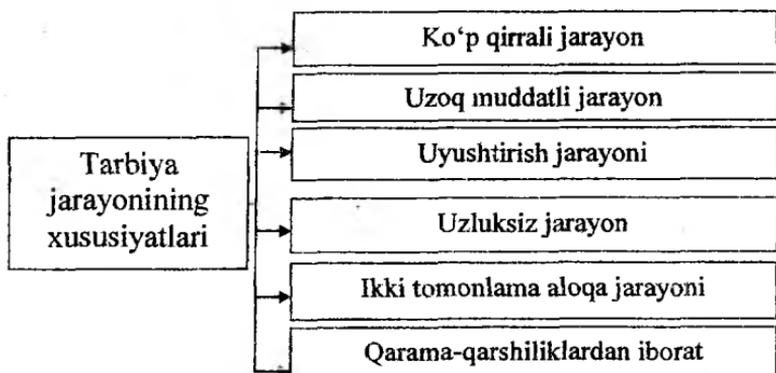 Ko‘p qirrali jarayon
Uzoq muddatli jarayon
Uyushtirish jarayoni
Tarbiya
jarayonining
xususiyatlari
Uzluksiz jarayon
Ikki tomonlama aloqa jarayoni
Qarama-qarshiliklardan iborat